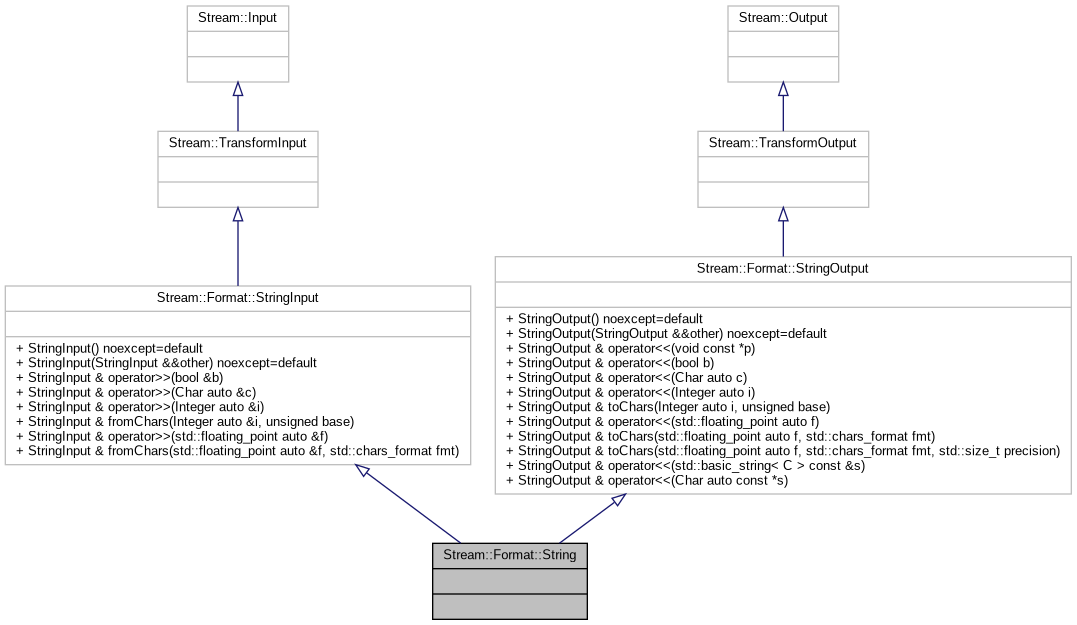 Stream::Input
Stream::Output
Stream::TransformInput
Stream::TransformOutput
Stream::Format::StringInput
+ StringInput() noexcept=default
+ StringInput(StringInput &&other) noexcept=default
+ StringInput & operator>>(bool &b)
+ StringInput & operator>>(Char auto &c)
+ StringInput & operator>>(Integer auto &i)
+ StringInput & fromChars(Integer auto &i, unsigned base)
+ StringInput & operator>>(std::floating_point auto &f)
+ StringInput & fromChars(std::floating_point auto &f, std::chars_format fmt)
Stream::Format::StringOutput
+ StringOutput() noexcept=default
+ StringOutput(StringOutput &&other) noexcept=default
+ StringOutput & operator<<(void const *p)
+ StringOutput & operator<<(bool b)
+ StringOutput & operator<<(Char auto c)
+ StringOutput & operator<<(Integer auto i)
+ StringOutput & toChars(Integer auto i, unsigned base)
+ StringOutput & operator<<(std::floating_point auto f)
+ StringOutput & toChars(std::floating_point auto f, std::chars_format fmt)
+ StringOutput & toChars(std::floating_point auto f, std::chars_format fmt, std::size_t precision)
+ StringOutput & operator<<(std::basic_string< C > const &s)
+ StringOutput & operator<<(Char auto const *s)
Stream::Format::String